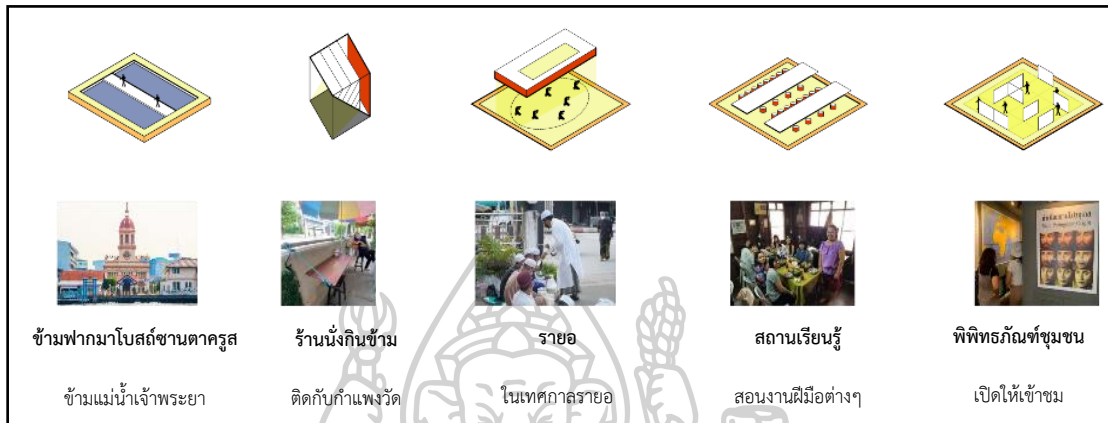 ข้ามฟากมาโบสถ์ซานตาครูส
ร้านนั่งกินข้าม
รายอ
สถานเรียนรู้
พิพิทธภัณฑ์ชุมชน
ข้ามแม่น้ำเจ้าพระยา
ติดกับกำแพงวัด
ในเทศกาลรายอ
สอนงานฝีมือต่างๆ
เปิดให้เข้าชม